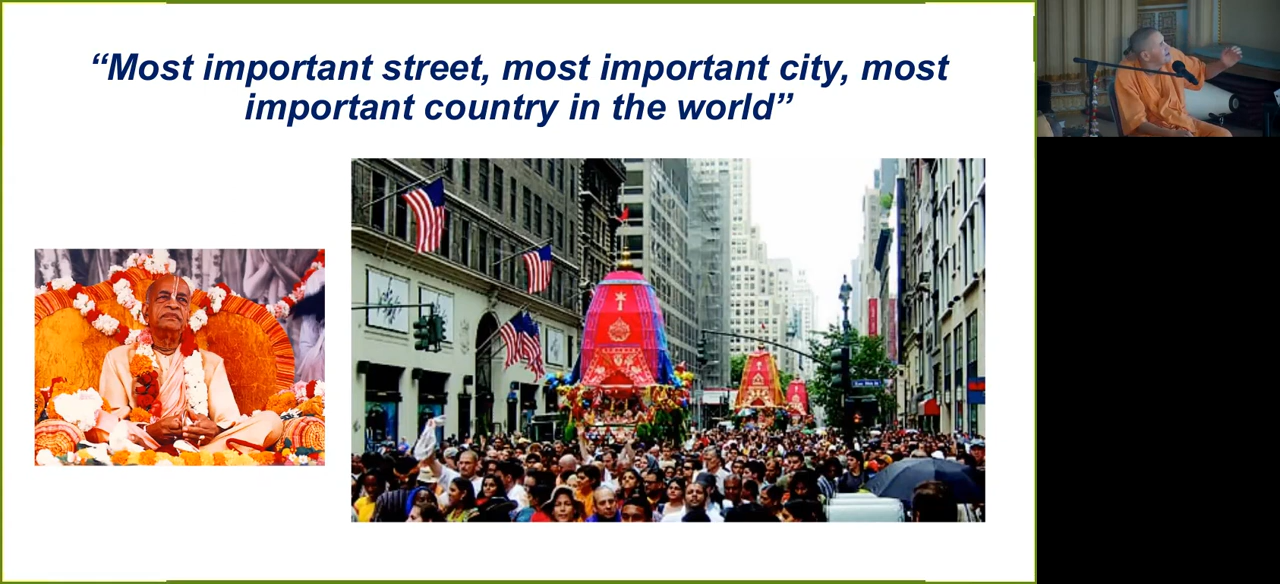 “Most important street, most important city, most
important country in the world”